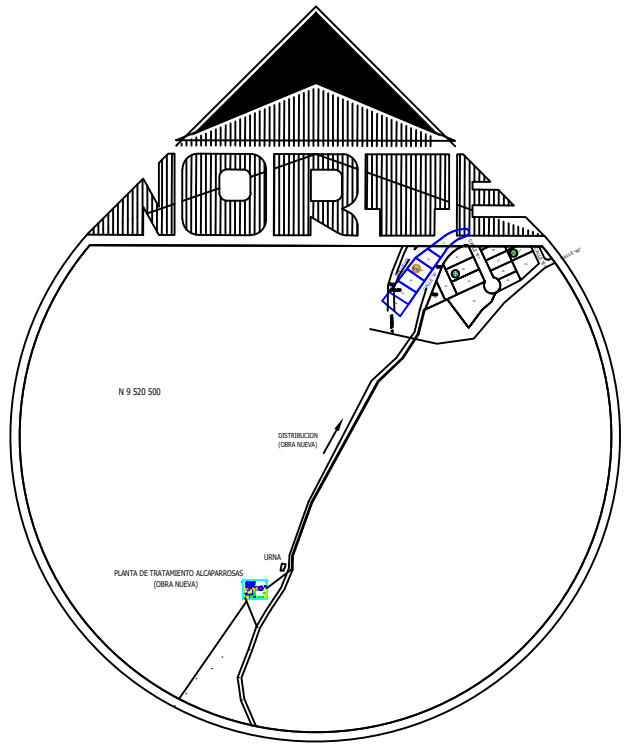 NORTE
N 9 520 500
DISTRIBUCION
(OBRA NUEVA)
URNA
PLANTA DE TRATAMIENTO ALCAPARROSAS
(OBRA NUEVA)